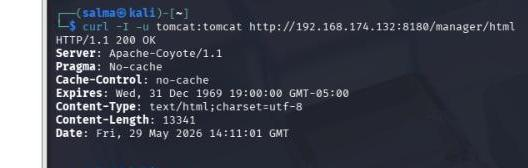 ┌──(salma㉿kali)-[~]
└─$ curl -I -u tomcat:tomcat http://192.168.174.132:8180/manager/html
HTTP/1.1 200 OK
Server: Apache-Coyote/1.1
Pragma: No-cache
Cache-Control: no-cache
Expires: Wed, 31 Dec 1969 19:00:00 GMT-05:00
Content-Type: text/html;charset=utf-8
Content-Length: 13341
Date: Fri, 29 May 2026 14:11:01 GMT